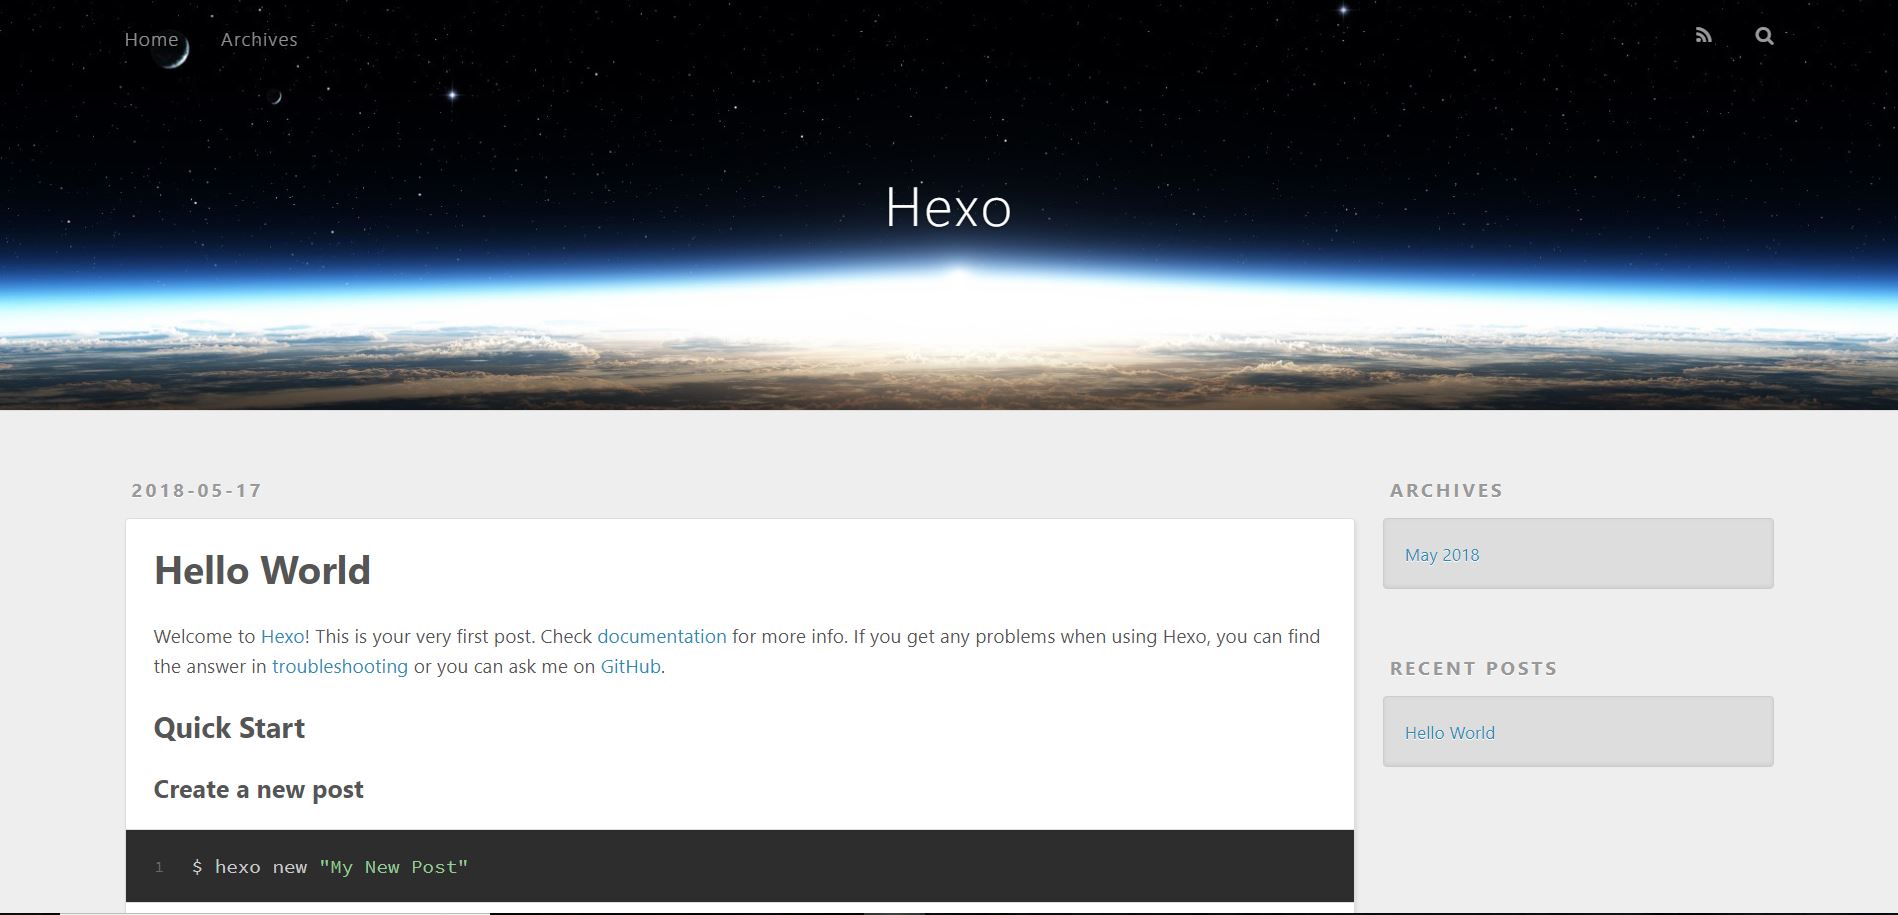 Home Archives
Hexo
2018-05-17
Hello World
Welcome to Hexo! This is your very first post. Check documentation for more info. If you get any problems when using Hexo, you can find
the answer in troubleshooting or you can ask me on GitHub.
Quick Start
Create a new post
1 $ hexo new "My New Post"
ARCHIVES
May 2018
RECENT POSTS
Hello World